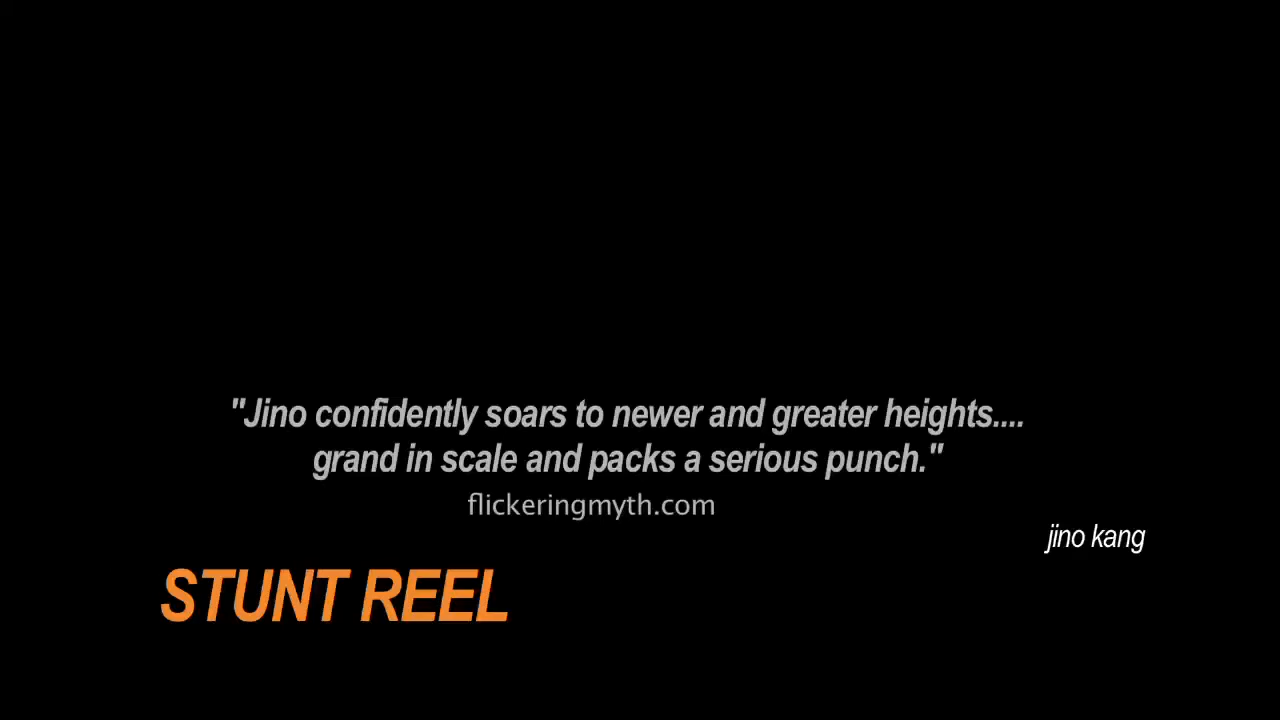 "Jino confidently soars to newer and greater heights....
grand in scale and packs a serious punch."
flickeringmyth.com
jino kang
STUNT REEL